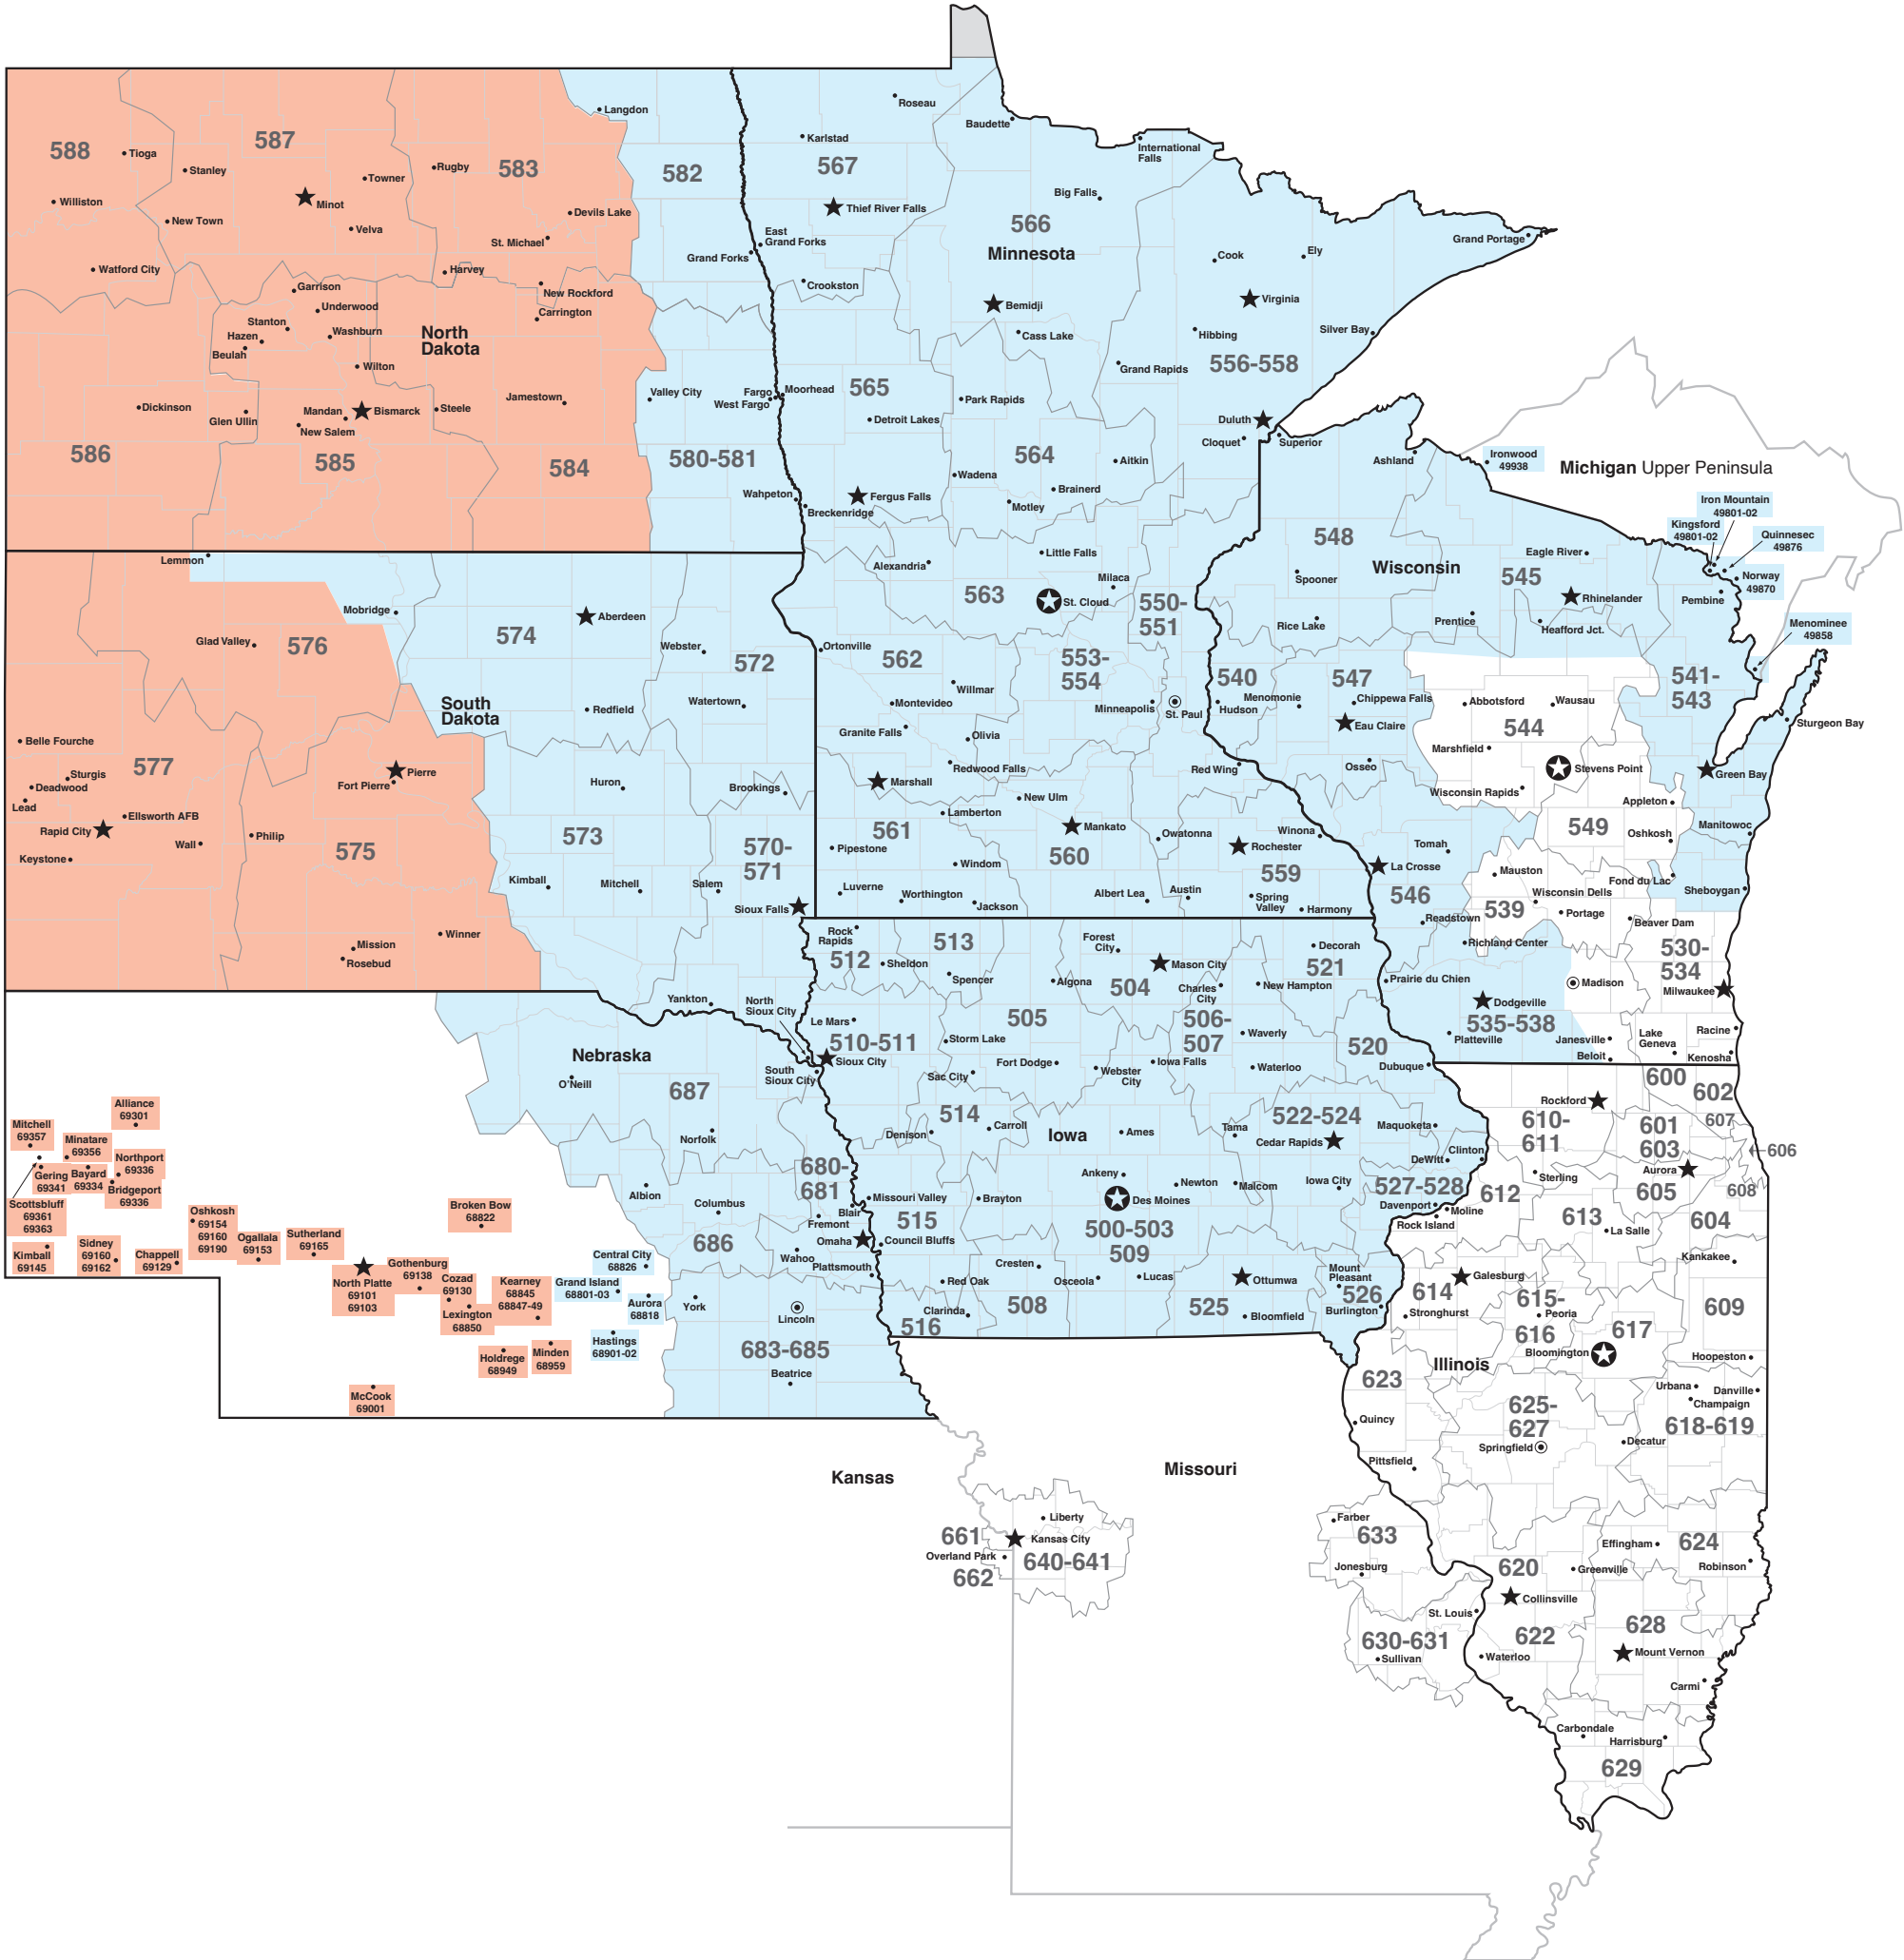 588
Tioga
Stanley
587
Towner
Rugby
583
Williston
New Town
Minot
Velva
Devils Lake
St. Michael
Watford City
Harvey
Garrison
New Rockford
Underwood
Carrington
Stanton
Hazen
Washburn
Beulah
North
Dakota
Wilton
Dickinson
Glen Ullin
Mandan
Bismarck
New Salem
Steele
Jamestown
586
585
584
Langdon
582
Grand Forks
Valley City
Fargo
West Fargo
580-581
Wahpeton
Roseau
Karlstad
567
Thief River Falls
East
Grand Forks
Crookston
Baudette
International
Falls
Big Falls
566
Minnesota
Bemidji
Cass Lake
Cook
Ely
Virginia
Hibbing
Grand Portage
Silver Bay
556-558
Grand Rapids
Moorhead
565
Detroit Lakes
Park Rapids
564
Wadena
Aitkin
Brainerd
Motley
Fergus Falls
Breckenridge
Duluth
Cloquet
Superior
Alexandria
Little Falls
Milaca
563
St. Cloud
550-
551
Ortonville
562
553-
554
Willmar
Montevideo
Minneapolis
St. Paul
Granite Falls
Olivia
Redwood Falls
Red Wing
Marshall
New Ulm
Lamberton
Mankato
561
560
Pipestone
Windom
Owatonna
Rochester
Winona
559
Luverne
Worthington
Jackson
Albert Lea
Austin
Spring
Valley
Harmony
Lemmon
Mobridge
Glad Valley
576
574
Aberdeen
Webster
572
South
Dakota
Redfield
Watertown
Belle Fourche
577
Sturgis
Deadwood
Lead
Pierre
Fort Pierre
Ellsworth AFB
Rapid City
Wall
Philip
Keystone
575
Huron
Brookings
573
570-
571
Kimball
Mitchell
Salem
Sioux Falls
Winner
Mission
Rosebud
Yankton
North
Sioux City
Ashland
Ironwood
49938
Michigan Upper Peninsula
Iron Mountain
49801-02
Kingsford
49801-02
Quinnesec
49876
Norway
49870
Menominee
49858
548
Wisconsin
Spooner
Rice Lake
Eagle River
545
Rhinelander
Prentice
Heafford Jct.
Pembine
540
547
Menomonie
Hudson
Chippewa Falls
Eau Claire
Osseo
Abbotsford
Wausau
544
Marshfield
Stevens Point
Wisconsin Rapids
541-
543
Sturgeon Bay
Green Bay
Appleton
549
Oshkosh
Manitowoc
Tomah
La Crosse
546
Mauston
Fond du Lac
Sheboygan
Wisconsin Dells
539
Portage
Beaver Dam
Readstown
Richland Center
530-
534
Prairie du Chien
Madison
Milwaukee
Dodgeville
535-538
Platteville
Janesville
Beloit
Lake
Geneva
Racine
Kenosha
Rock
Rapids
512
513
Sheldon
Spencer
Forest
City
Mason City
Algona
504
Charles
City
Decorah
521
New Hampton
Le Mars
510-511
Sioux City
Storm Lake
505
506-
507
Waverly
520
Sac City
Fort Dodge
Webster
City
Iowa Falls
Waterloo
Dubuque
514
Carroll
Denison
Iowa
Ames
522-524
Tama
Cedar Rapids
Maquoketa
DeWitt
Clinton
Ankeny
Des Moines
Newton
Malcom
Iowa City
527-528
Davenport
Missouri Valley
Brayton
515
Council Bluffs
500-503
509
Creston
Red Oak
Osceola
Lucas
Ottumwa
Mount
Pleasant
526
Burlington
Clarinda
516
508
525
Bloomfield
Nebraska
O'Neill
687
South
Sioux City
Norfolk
680-
681
Albion
Columbus
Blair
Fremont
Omaha
686
Wahoo
Plattsmouth
York
Lincoln
683-685
Beatrice
Alliance
69301
Mitchell
69357
Minatare
69356
Northport
69336
Gering
69341
Bayard
69334
Bridgeport
69336
Scottsbluff
69361
69363
Kimball
69145
Sidney
69160
69162
Chappell
69129
Oshkosh
69154
69160
69190
Ogallala
69153
Sutherland
69165
Broken Bow
68822
North Platte
69101
69103
Gothenburg
69138
Cozad
69130
Lexington
68850
Kearney
68845
68847-49
Central City
68826
Grand Island
68801-03
Aurora
68818
Hastings
68901-02
Holdrege
68949
Minden
68959
McCook
69001
600
602
Rockford
610-
611
601
603
607
606
Sterling
Aurora
605
608
612
Moline
Rock Island
613
La Salle
604
Kankakee
614
Galesburg
Stronghurst
615-
Peoria
616
617
Bloomington
609
Hoopeston
Illinois
623
Urbana
Danville
Champaign
618-619
625-
627
Springfield
Decatur
Quincy
Pittsfield
Effingham
624
Robinson
620
Greenville
Collinsville
622
Waterloo
628
Mount Vernon
Carmi
Carbondale
Harrisburg
629
Kansas
Missouri
Liberty
661
Kansas City
Overland Park
640-641
662
Farber
633
Jonesburg
St. Louis
630-631
Sullivan